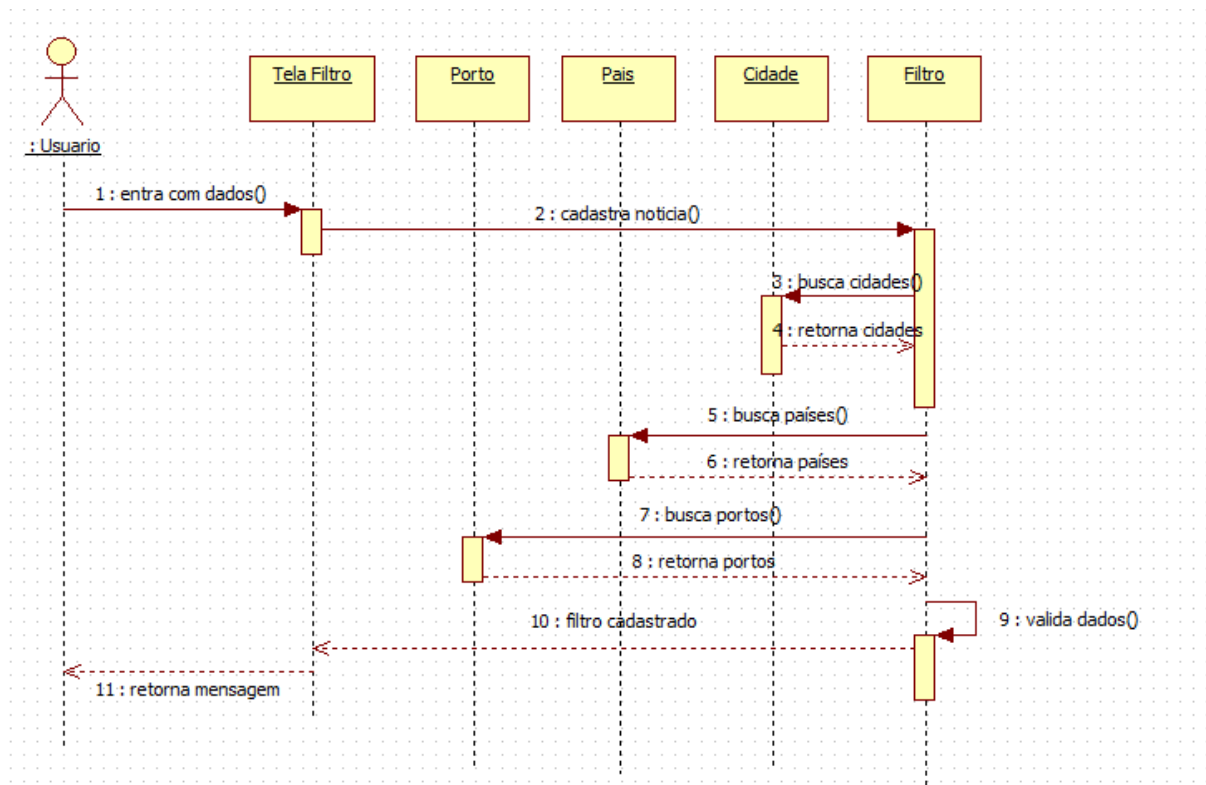 Tela Filtro
Porto
Pais
Cidade
Filtro
: Usuario
1 : entra com dados()
2 : cadastra noticia()
3 : busca cidades()
4 : retorna cidades
5 : busca países()
6 : retorna países
7 : busca portos()
8 : retorna portos
9 : valida dados()
10 : filtro cadastrado
11 : retorna mensagem